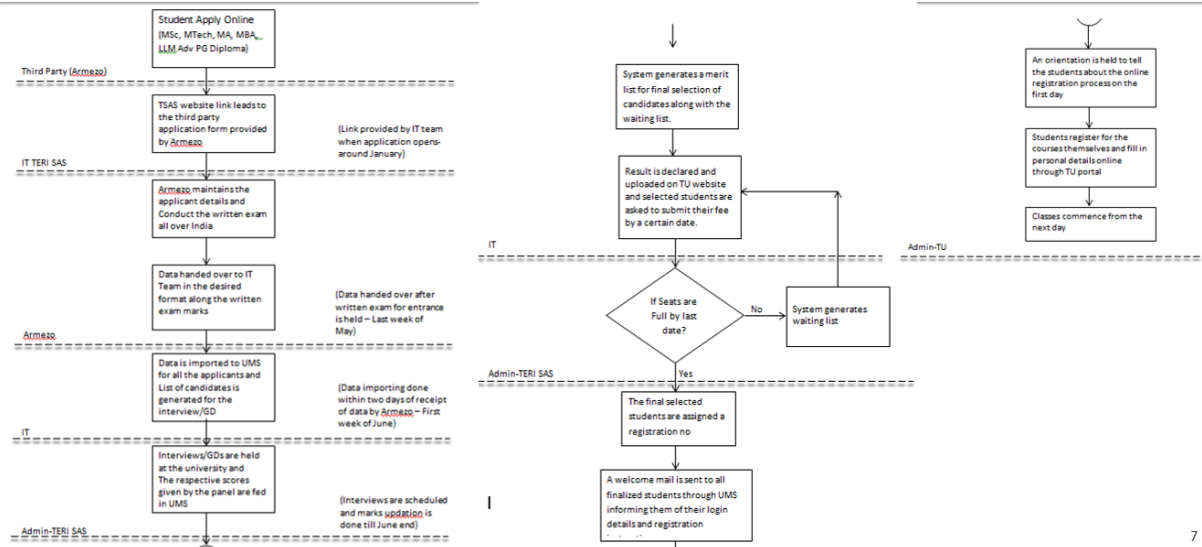 Student Apply Online
(MSc, MTech, MA, MBA,
LLM Adv PG Diploma)
Third Party (Armezo)
TSAS website link leads to
the third party
application form provided
by Armezo
(Link provided by IT team
when application opens-
around January)
IT TERI SAS
Armezo maintains the
applicant details and
Conduct the written exam
all over India
Data handed over to IT
Team in the desired
format along the written
exam marks
(Data handed over after
written exam for entrance
is held – Last week of
May)
Armezo
Data is imported to UMS
for all the applicants and
List of candidates is
generated for the
interview/GD
(Data importing done
within two days of receipt
of data by Armezo – First
week of June)
IT
Interviews/GDs are held
at the university and
The respective scores
given by the panel are fed
in UMS
(Interviews are scheduled
and marks updation is
done till June end)
Admin-TERI SAS
System generates a merit
list for final selection of
candidates along with the
waiting list.
Result is declared and
uploaded on TU website
and selected students are
asked to submit their fee
by a certain date.
IT
If Seats are
Full by last
date?
No
System generates
waiting list
Admin-TERI SAS
Yes
The final selected
students are assigned a
registration no
A welcome mail is sent to all
finalized students through UMS
informing them of their login
details and registration
An orientation is held to tell
the students about the online
registration process on the
first day
Students register for the
courses themselves and fill in
personal details online
through TU portal
Classes commence from the
next day
Admin-TU
7